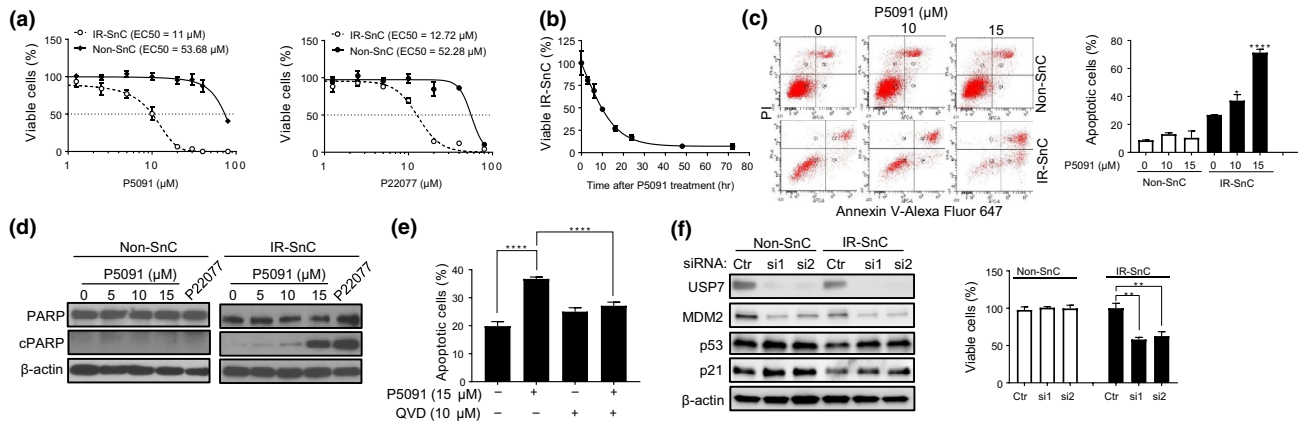 (a)
IR-SnC (EC50 = 11 µM)
Non-SnC (EC50 = 53.68 µM)
Viable cells (%)
150
100
50
0
1
10
100
P5091 (µM)
IR-SnC (EC50 = 12.72 µM)
Non-SnC (EC50 = 52.28 µM)
Viable cells (%)
150
100
50
0
1
10
100
P22077 (µM)
(b)
Viable IR-SnC (%)
125
100
75
50
25
0
0 10 20 30 40 50 60 70 80
Time after P5091 treatment (hr)
(c)
P5091 (µM)
0 10 15
Non-SnC
IR-SnC
PI
Annexin V-Alexa Fluor 647
Apoptotic cells (%)
80
60
40
20
0
*
****
P5091 (µM) 0 10 15 0 10 15
Non-SnC IR-SnC
(d)
Non-SnC IR-SnC
P5091 (µM) P22077 P5091 (µM) P22077
0 5 10 15 0 5 10 15
PARP
cPARP
β-actin
(e)
**** ****
Apoptotic cells (%)
50
40
30
20
10
0
P5091 (15 µM) – + – +
QVD (10 µM) – – + +
(f)
Non-SnC IR-SnC
siRNA: Ctr si1 si2 Ctr si1 si2
USP7
MDM2
p53
p21
β-actin
Viable cells (%)
150
100
50
0
Non-SnC IR-SnC
**
**
Ctr si1 si2 Ctr si1 si2